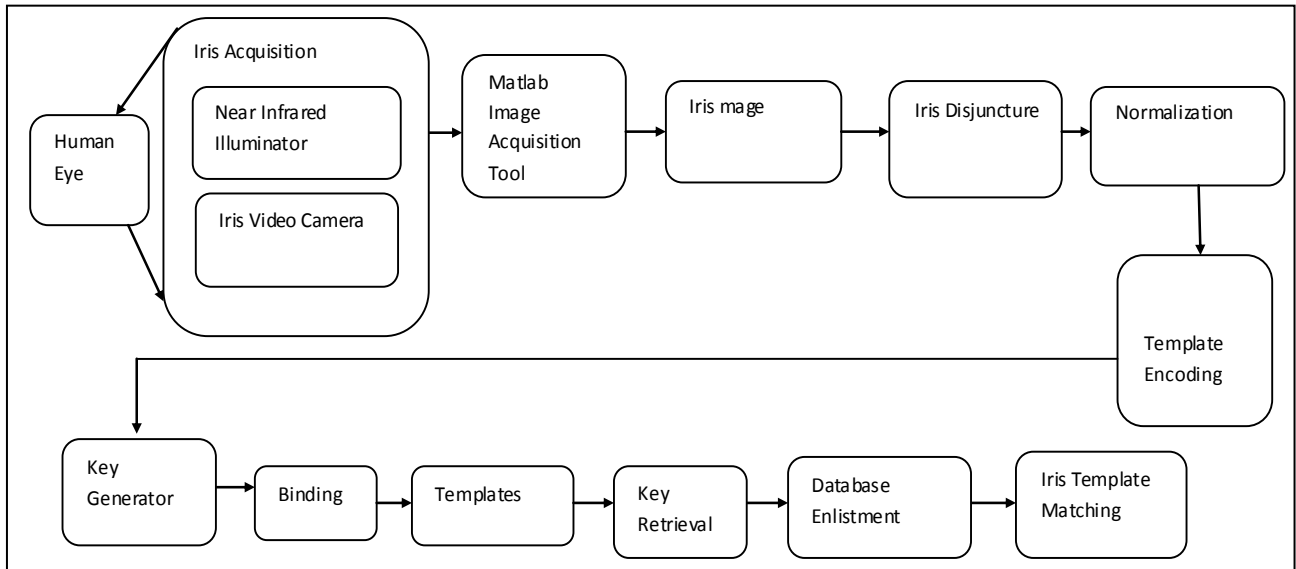 Iris Acquisition
Near Infrared
Illuminator
Iris Video Camera
Human
Eye
Matlab
Image
Acquisition
Tool
Iris mage
Iris Disjuncture
Normalization
Template
Encoding
Key
Generator
Binding
Templates
Key
Retrieval
Database
Enlistment
Iris Template
Matching